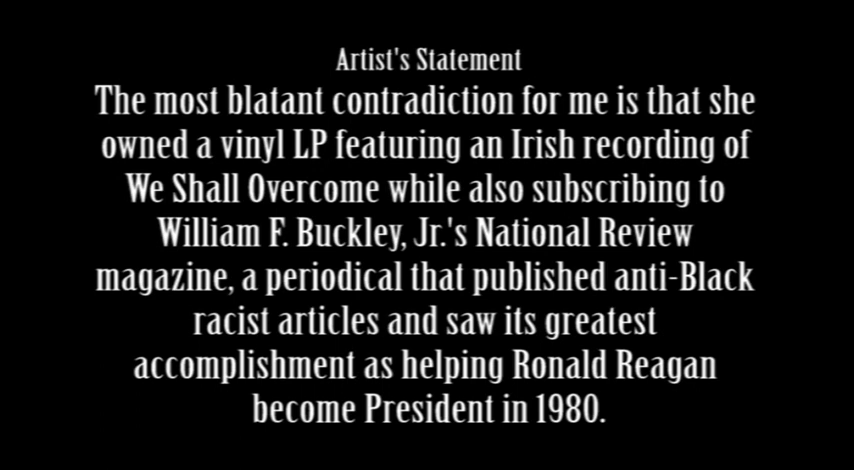 Artist's Statement
The most blatant contradiction for me is that she
owned a vinyl LP featuring an Irish recording of
We Shall Overcome while also subscribing to
William F. Buckley, Jr.'s National Review
magazine, a periodical that published anti-Black
racist articles and saw its greatest
accomplishment as helping Ronald Reagan
become President in 1980.